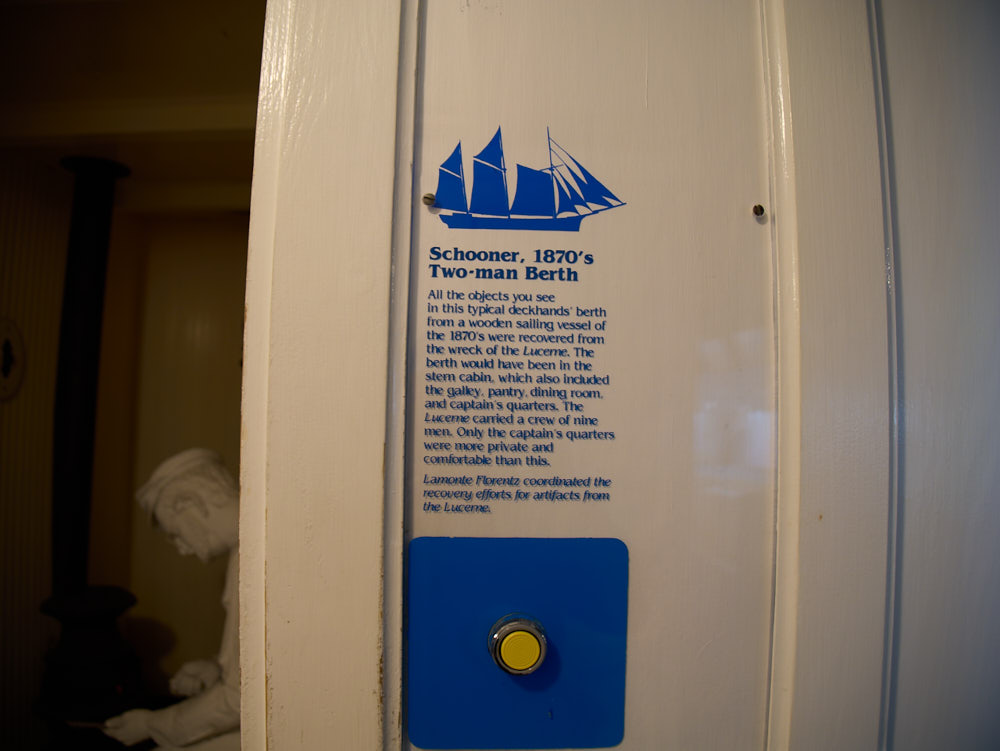 Schooner, 1870's
Two-man Berth
All the objects you see
in this typical deckhands' berth
from a wooden sailing vessel of
the 1870's were recovered from
the wreck of the Lucerne. The
berth would have been in the
stern cabin, which also included
the galley, pantry, dining room,
and captain's quarters. The
Lucerne carried a crew of nine
men. Only the captain's quarters
were more private and
comfortable than this.
Lamonte Florentz coordinated the
recovery efforts for artifacts from
the Lucerne.